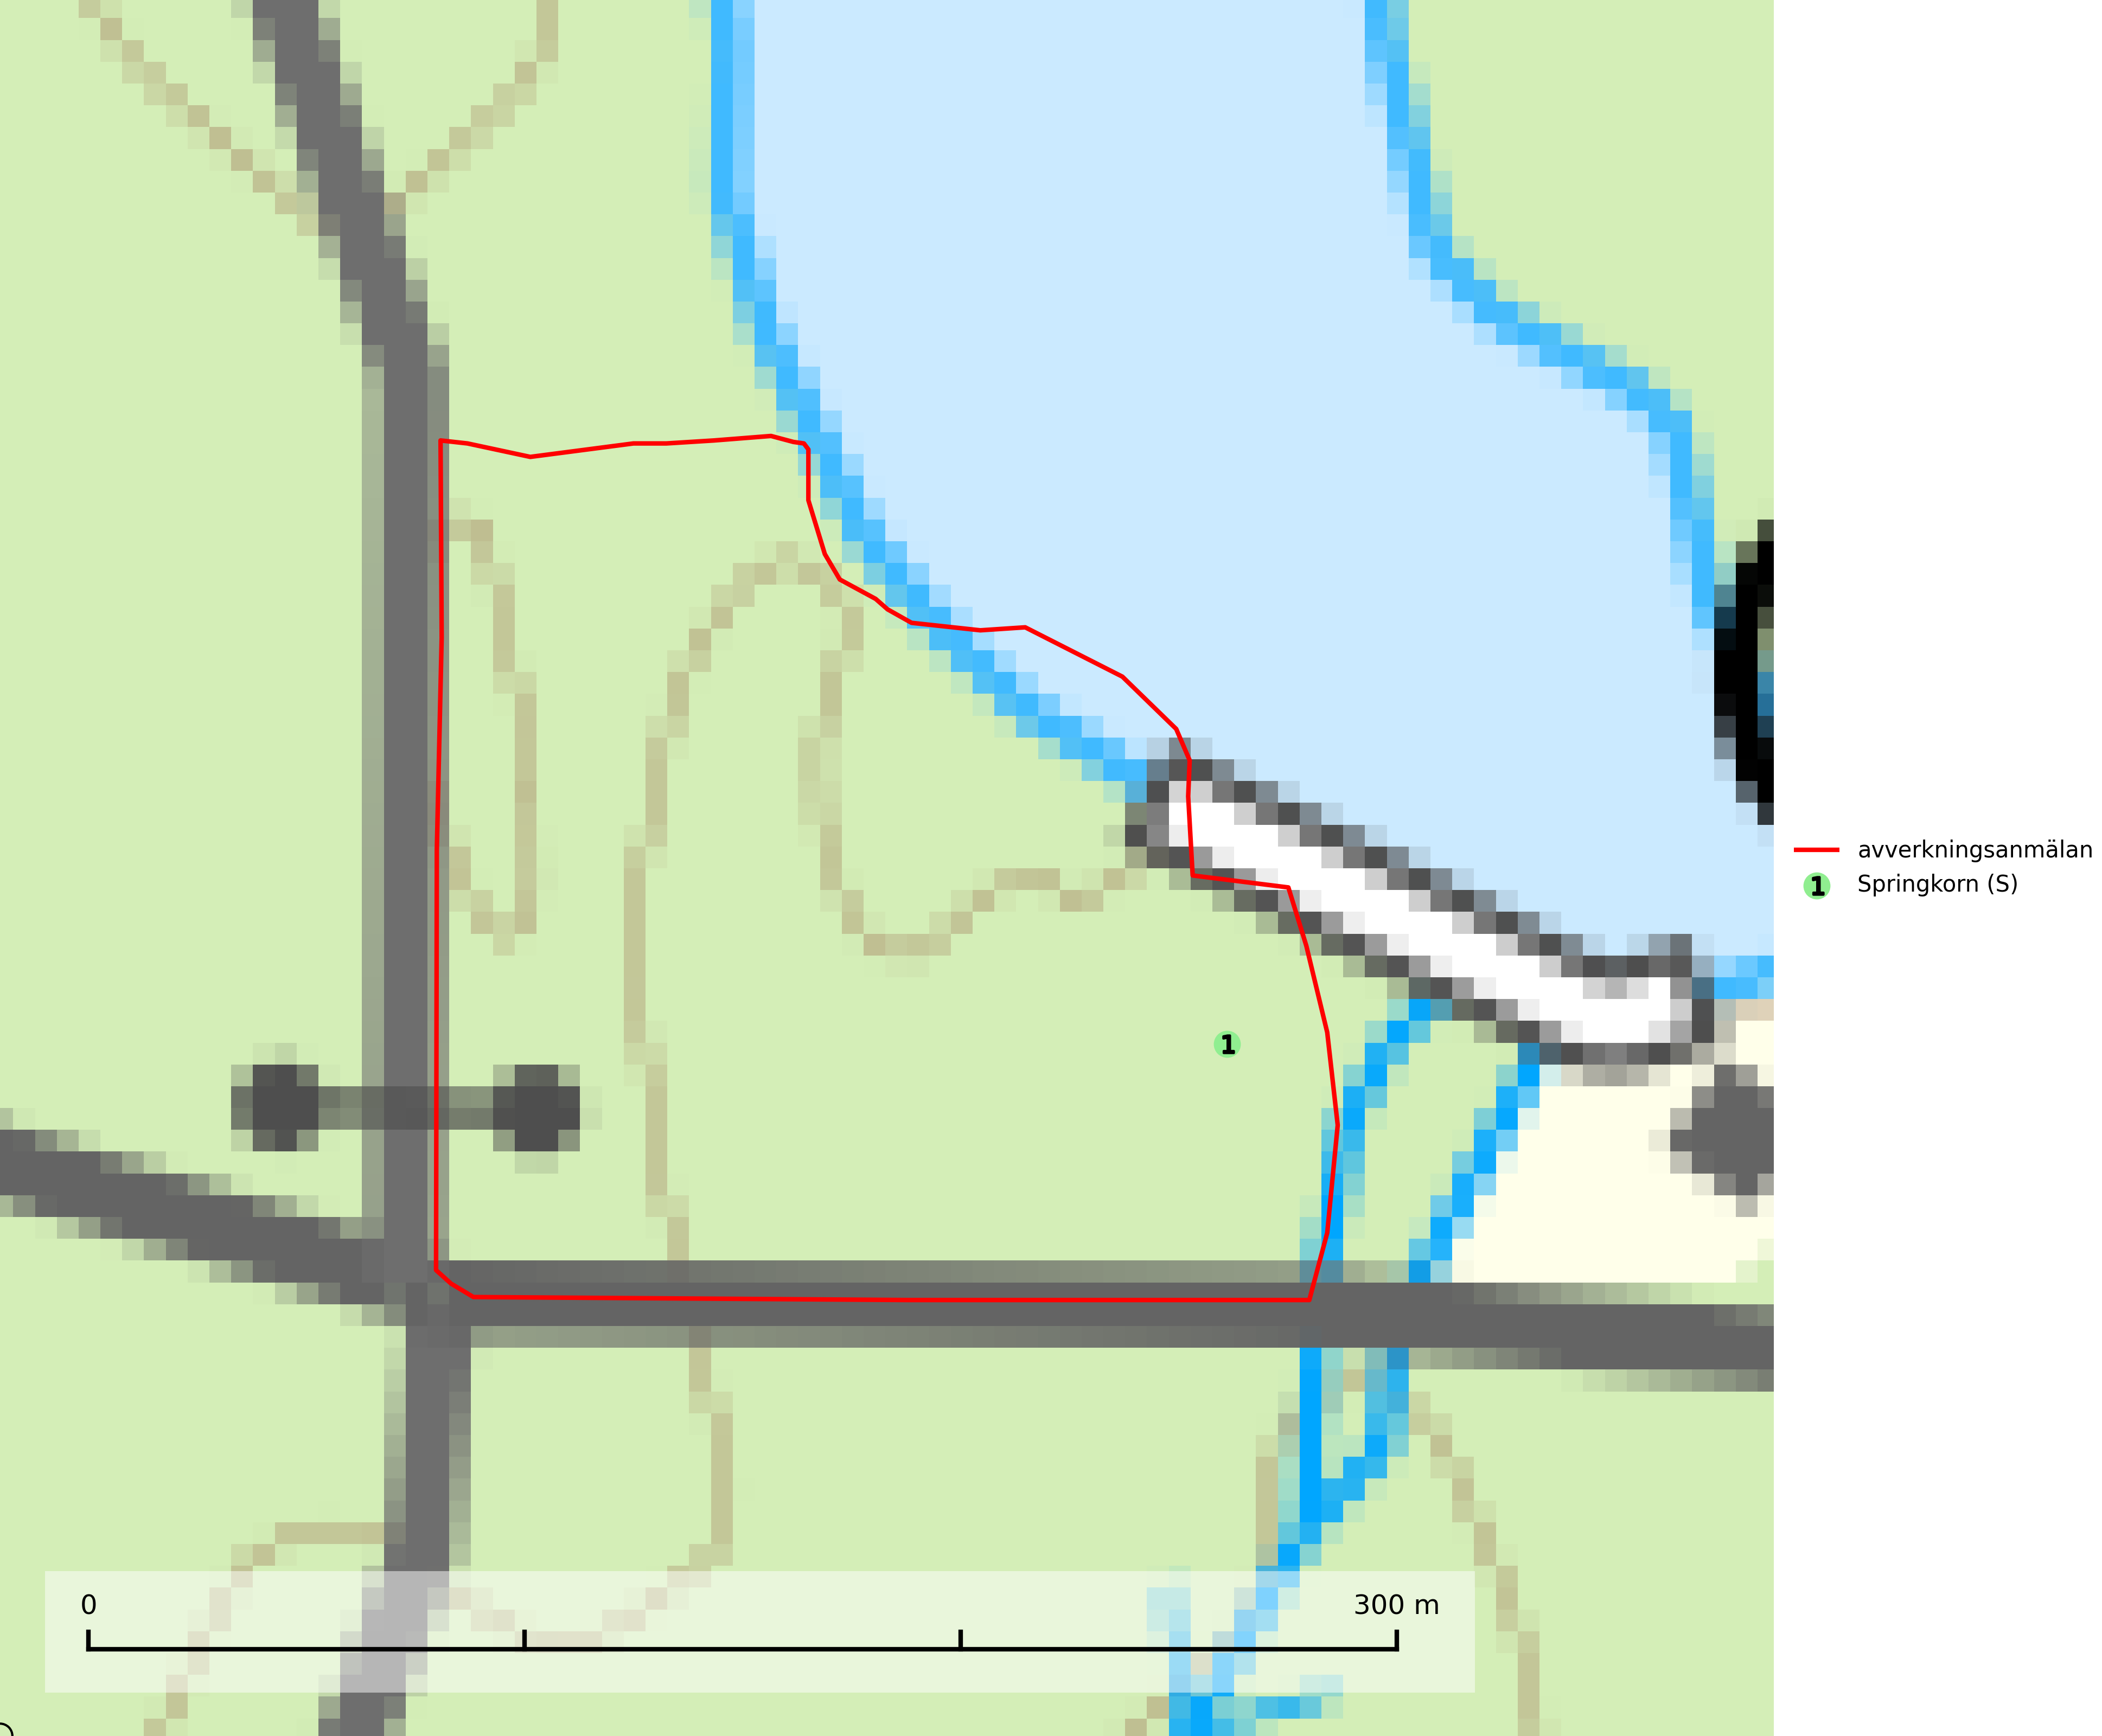 1
avverkningsanmälan
1 Springkorn (S)
0 300 m